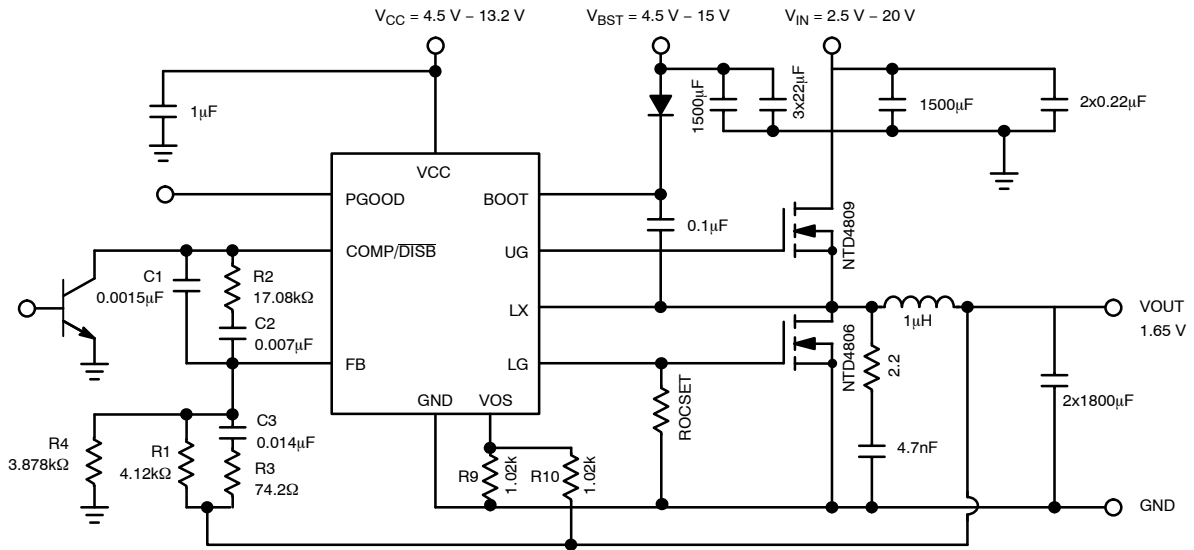 V_CC = 4.5 V − 13.2 V
V_BST = 4.5 V − 15 V
V_IN = 2.5 V − 20 V
1μF
1500μF
3x22μF
1500μF
2x0.22μF
VCC
PGOOD
BOOT
0.1μF
NTD4809
COMP/DISB
UG
C1
0.0015μF
R2
17.08kΩ
LX
1μH
VOUT
1.65 V
C2
0.007μF
FB
LG
NTD4806
2.2
2x1800μF
GND
VOS
ROCSET
C3
0.014μF
4.7nF
R4
3.878kΩ
R1
4.12kΩ
R3
74.2Ω
R9
1.02k
R10
1.02k
GND